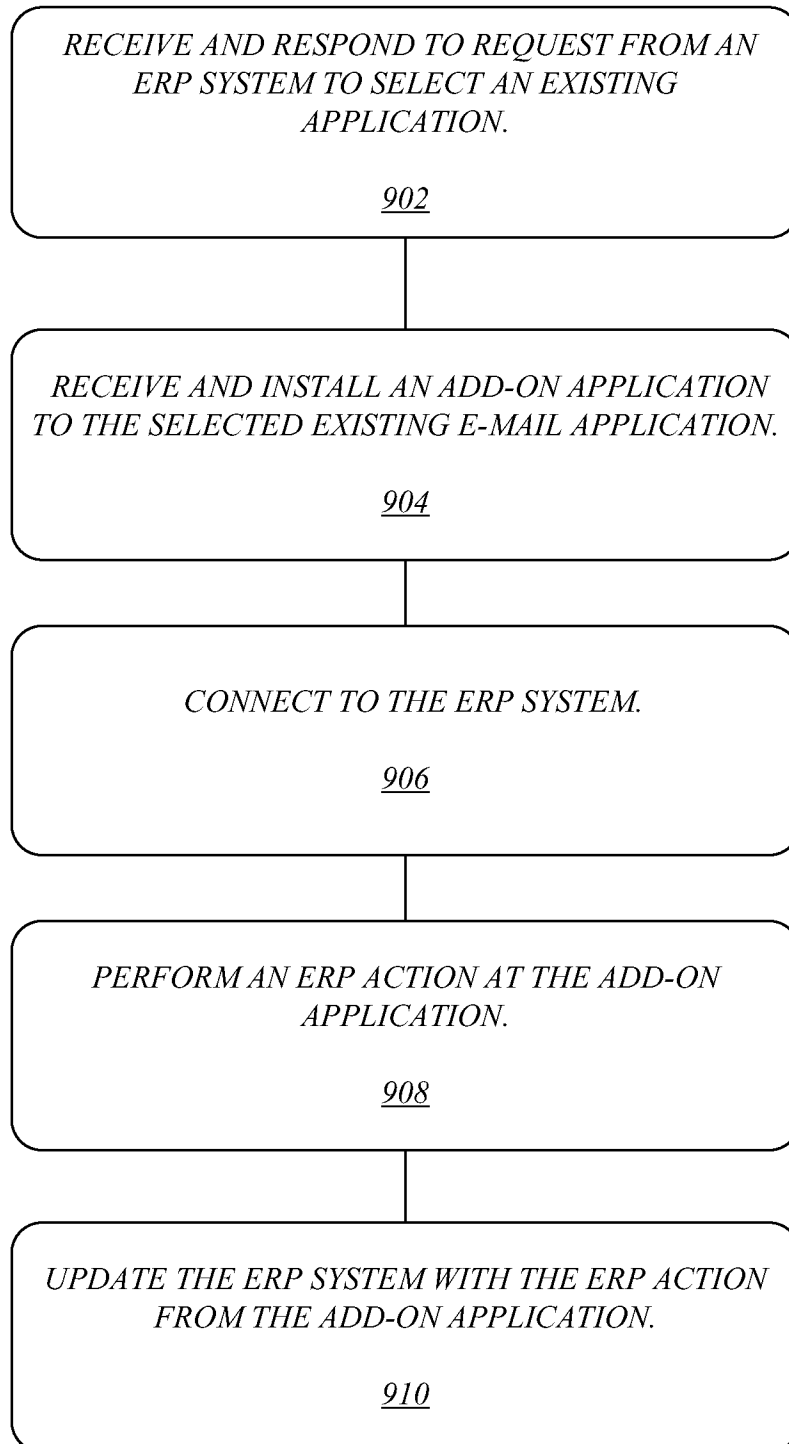 RECEIVE AND RESPOND TO REQUEST FROM AN
ERP SYSTEM TO SELECT AN EXISTING
APPLICATION.
902
RECEIVE AND INSTALL AN ADD-ON APPLICATION
TO THE SELECTED EXISTING E-MAIL APPLICATION.
904
CONNECT TO THE ERP SYSTEM.
906
PERFORM AN ERP ACTION AT THE ADD-ON
APPLICATION.
908
UPDATE THE ERP SYSTEM WITH THE ERP ACTION
FROM THE ADD-ON APPLICATION.
910